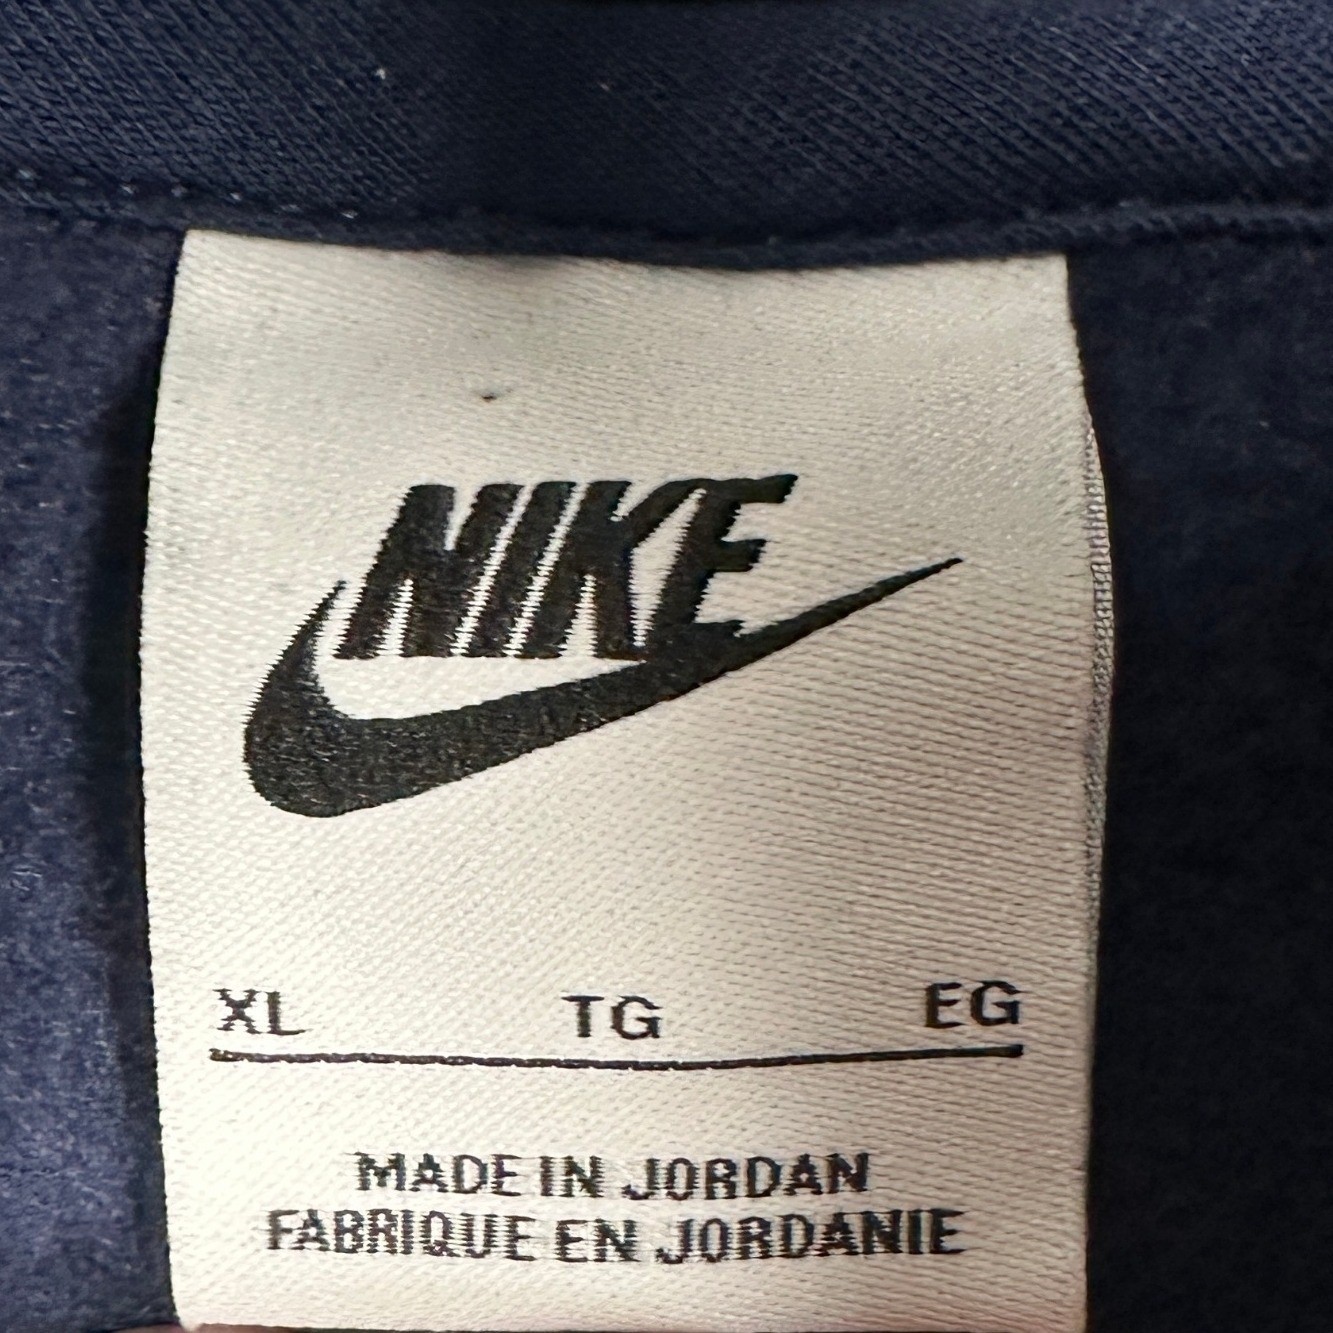 NIKE
XL TG EG
MADE IN JORDAN
FABRIQUE EN JORDANIE